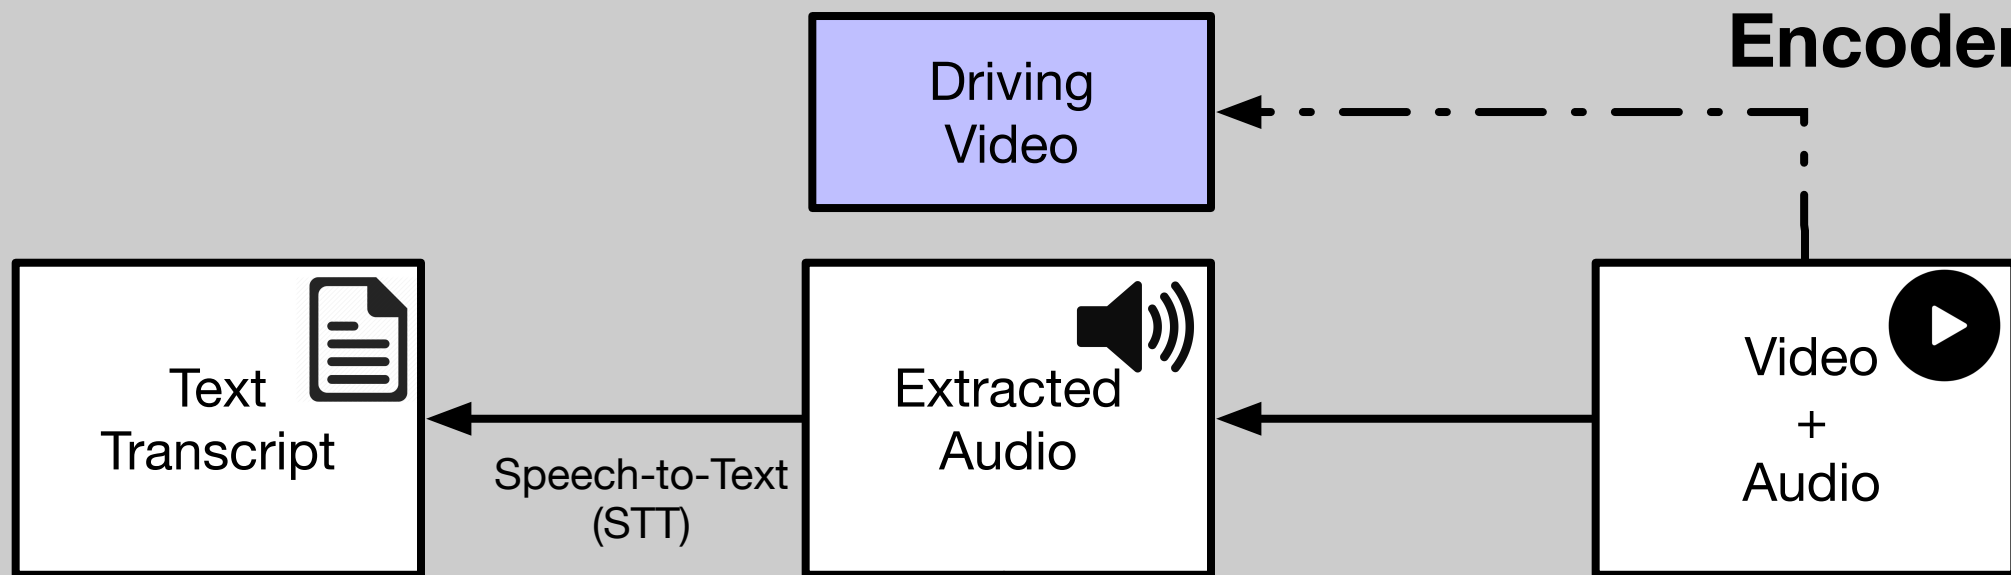 Encoder
Driving
Video
Text
Transcript
Speech-to-Text
(STT)
Extracted
Audio
Video
+
Audio